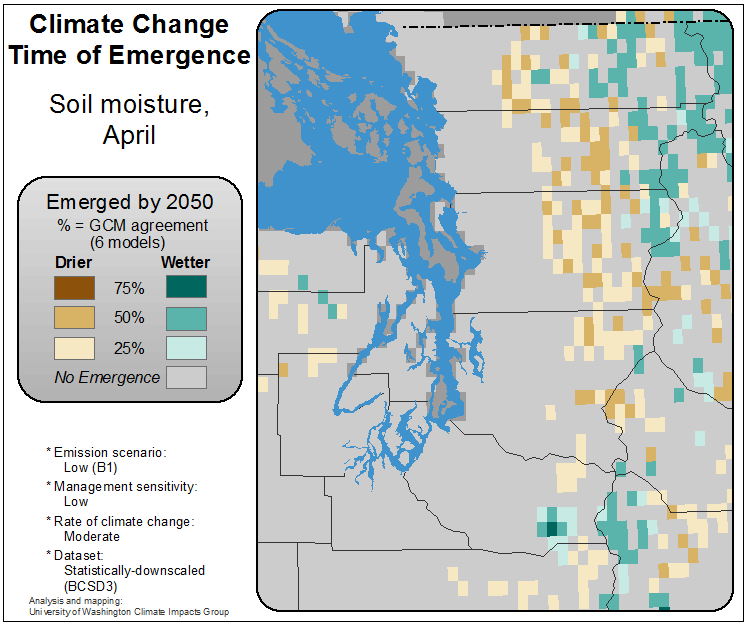 Climate Change
Time of Emergence
Soil moisture,
April
Emerged by 2050
% = GCM agreement
(6 models)
Drier Wetter
75%
50%
25%
No Emergence
* Emission scenario:
Low (B1)
* Management sensitivity:
Low
* Rate of climate change:
Moderate
* Dataset:
Statistically-downscaled
(BCSD3)
Analysis and mapping:
University of Washington Climate Impacts Group